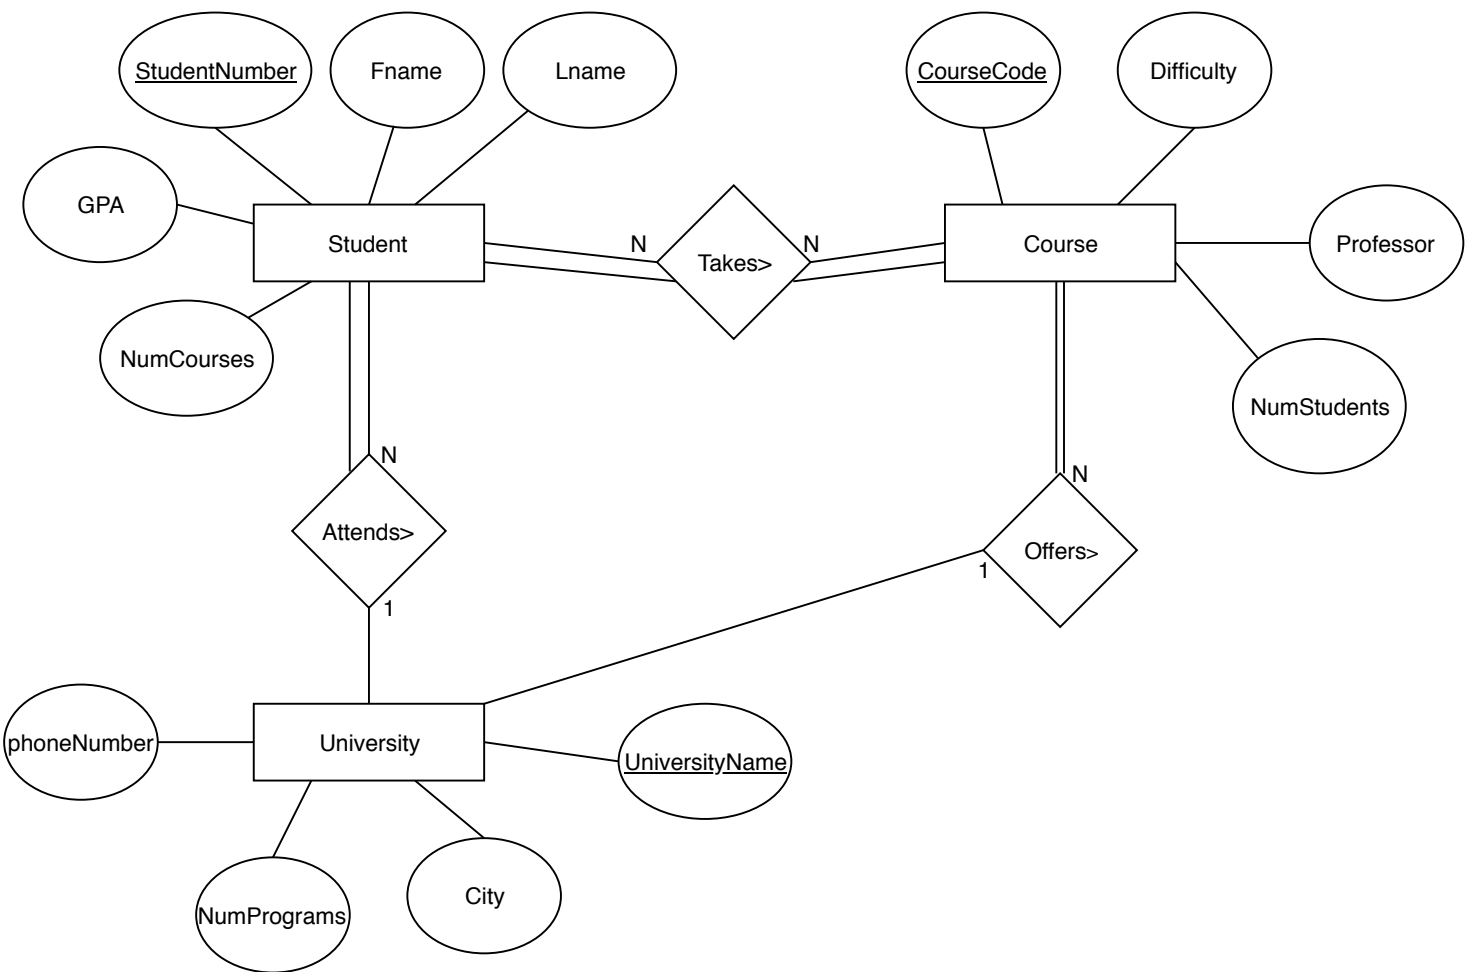 StudentNumber
Fname
Lname
CourseCode
Difficulty
GPA
Student
N
Takes>
N
Course
Professor
NumCourses
NumStudents
N
N
Attends>
Offers>
1
1
phoneNumber
University
UniversityName
NumPrograms
City